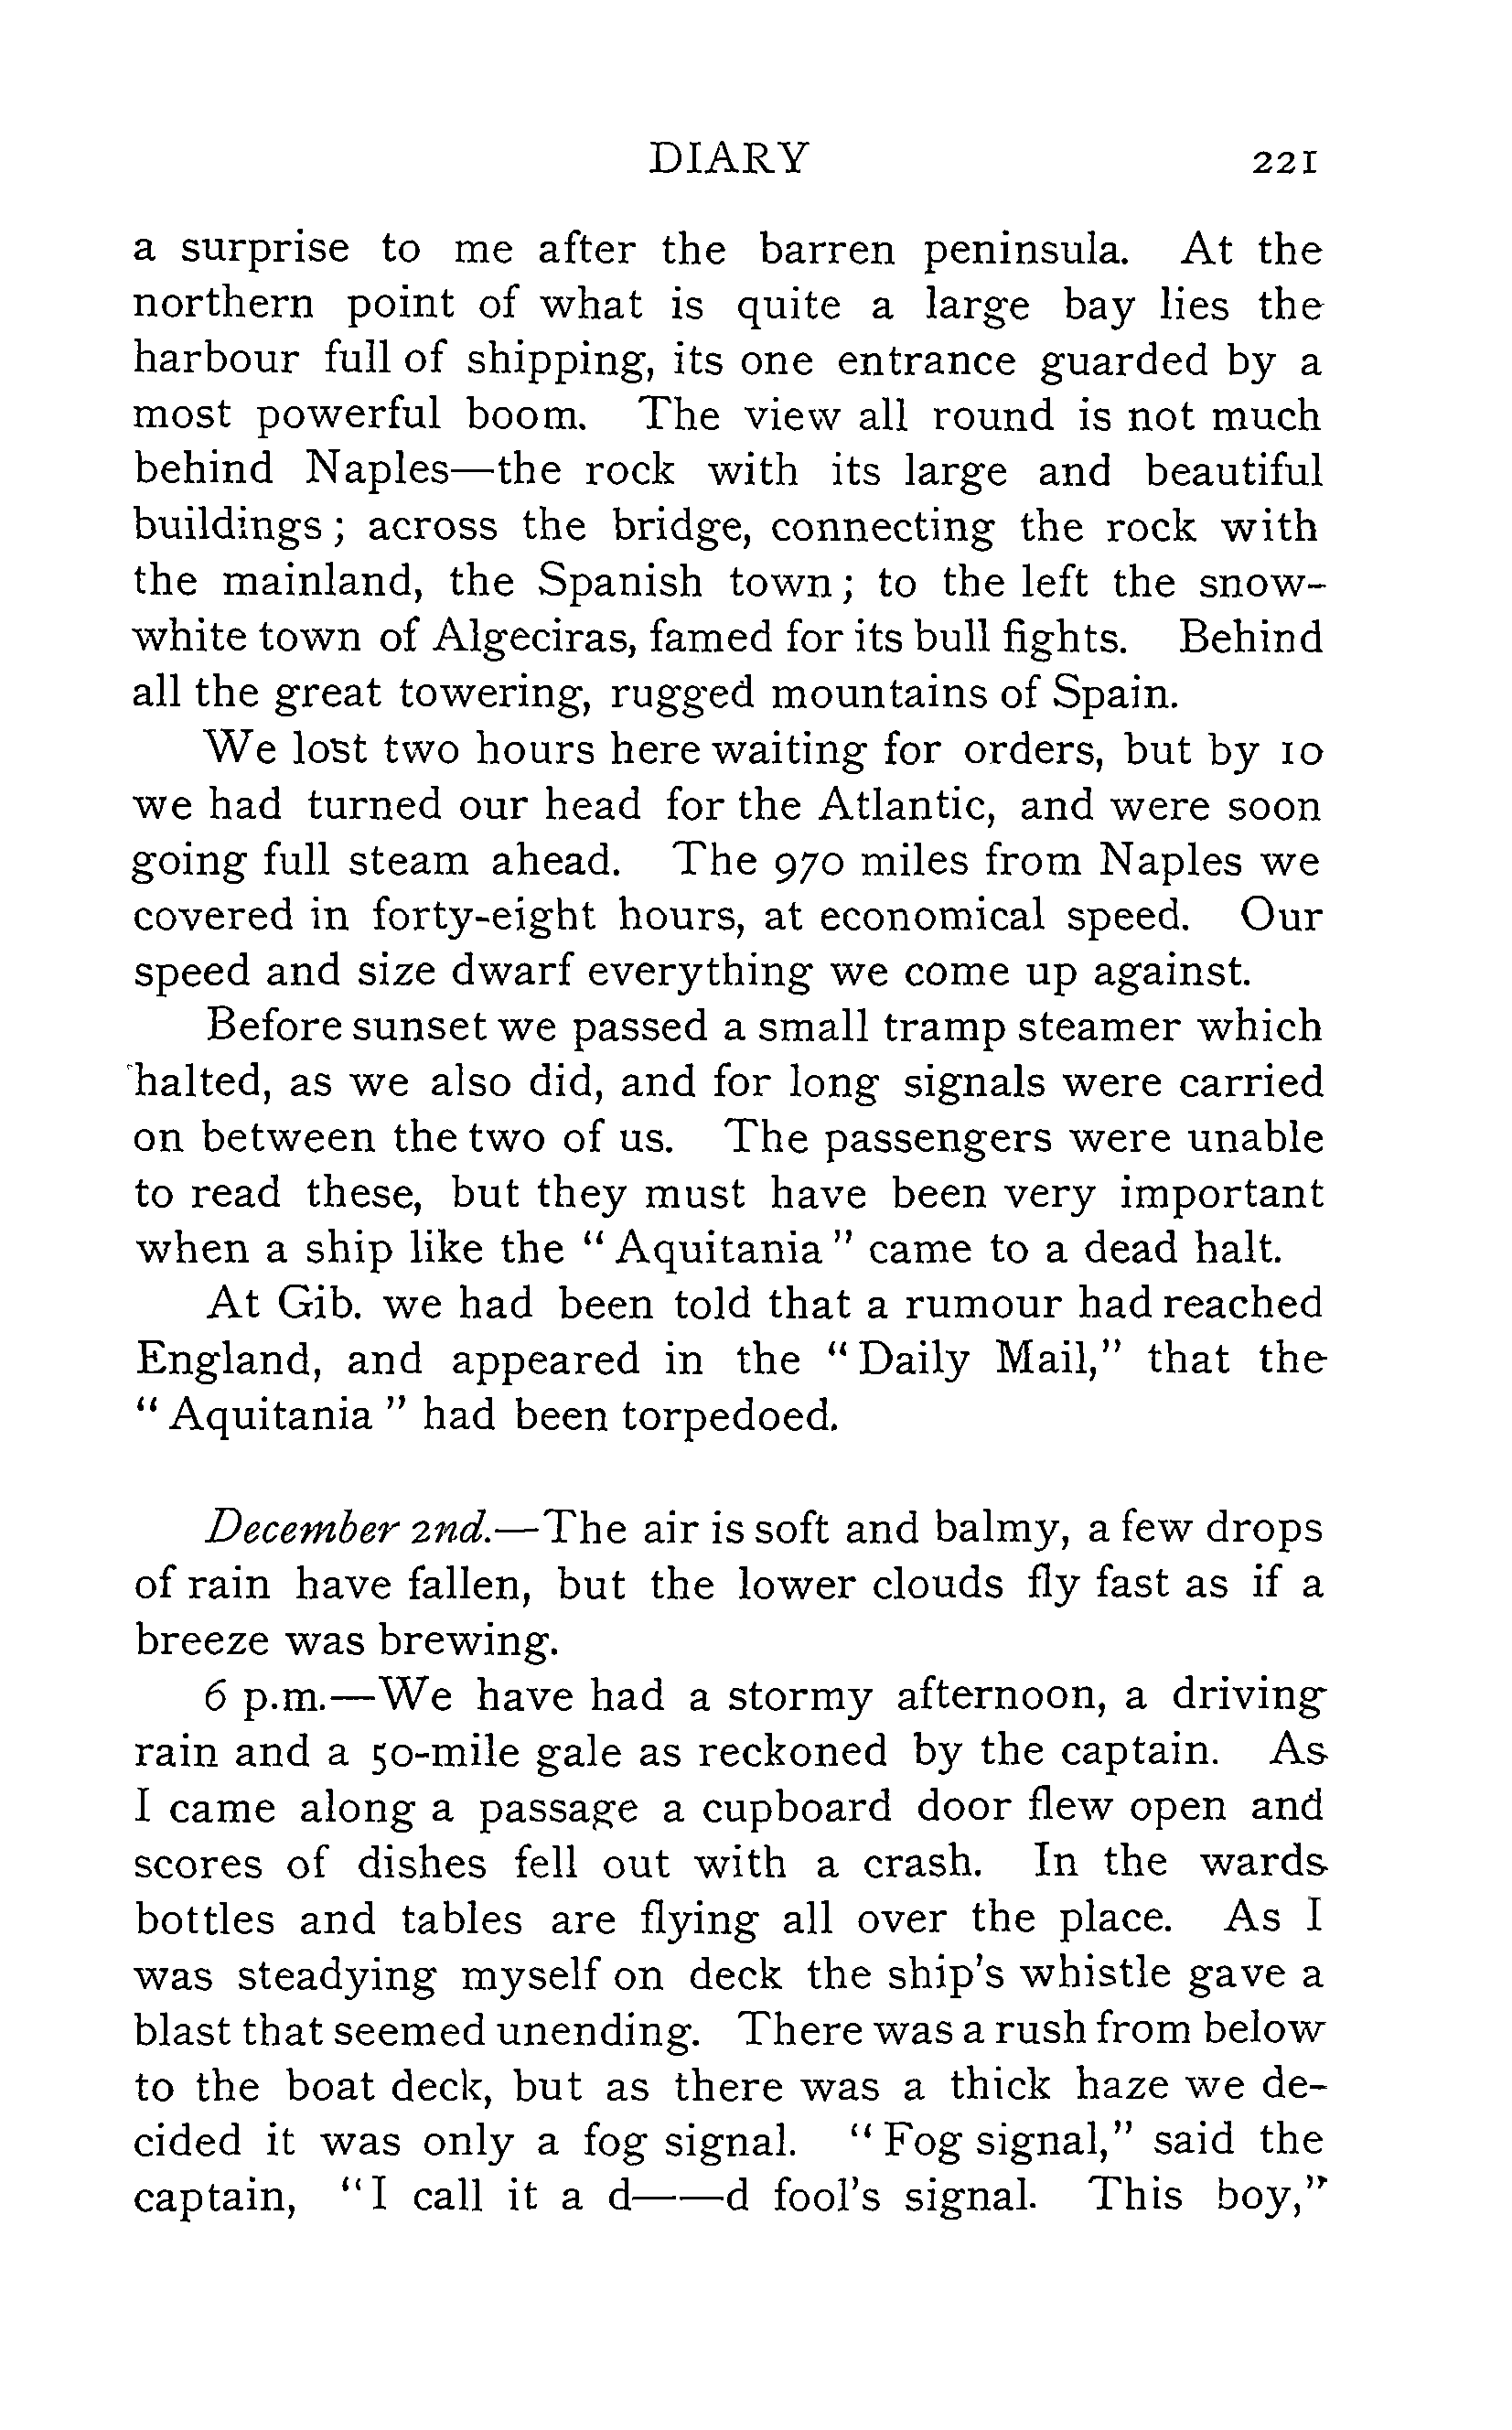 DIARY 221
a surprise to me after the barren peninsula. At the
northern point of what is quite a large bay lies the
harbour full of shipping, its one entrance guarded by a
most powerful boom. The view all round is not much
behind Naples—the rock with its large and beautiful
buildings; across the bridge, connecting the rock with
the mainland, the Spanish town; to the left the snow-
white town of Algeciras, famed for its bull fights. Behind
all the great towering, rugged mountains of Spain.
We lost two hours here waiting for orders, but by 10
we had turned our head for the Atlantic, and were soon
going full steam ahead. The 970 miles from Naples we
covered in forty-eight hours, at economical speed. Our
speed and size dwarf everything we come up against.
Before sunset we passed a small tramp steamer which
halted, as we also did, and for long signals were carried
on between the two of us. The passengers were unable
to read these, but they must have been very important
when a ship like the "Aquitania" came to a dead halt.
At Gib. we had been told that a rumour had reached
England, and appeared in the "Daily Mail," that the
"Aquitania" had been torpedoed.
December 2nd.—The air is soft and balmy, a few drops
of rain have fallen, but the lower clouds fly fast as if a
breeze was brewing.
6 p.m.—We have had a stormy afternoon, a driving
rain and a 50-mile gale as reckoned by the captain. As
I came along a passage a cupboard door flew open and
scores of dishes fell out with a crash. In the wards
bottles and tables are flying all over the place. As I
was steadying myself on deck the ship's whistle gave a
blast that seemed unending. There was a rush from below
to the boat deck, but as there was a thick haze we de-
cided it was only a fog signal. "Fog signal," said the
captain, "I call it a d——d fool's signal. This boy,"